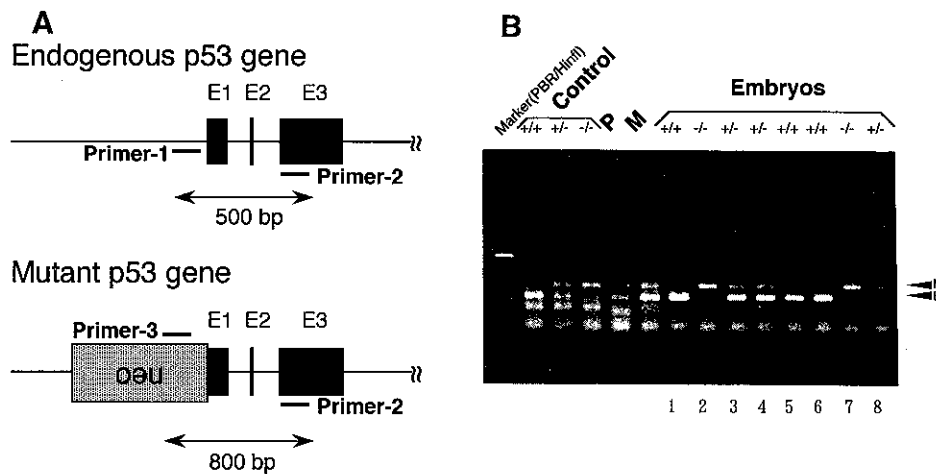 A
Endogenous p53 gene
E1 E2 E3
Primer-1
Primer-2
500 bp
Mutant p53 gene
Primer-3
E1 E2 E3
neo
Primer-2
800 bp
B
Marker(PBR/HinfI)
Control
P
M
Embryos
+/+ +/- -/-
+/+ -/- +/- +/- +/+ +/+ -/- +/-
1 2 3 4 5 6 7 8